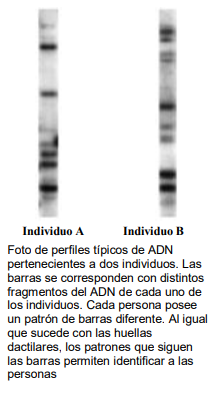 Individuo A Individuo B
Foto de perfiles típicos de ADN
pertenecientes a dos individuos. Las
barras se corresponden con distintos
fragmentos del ADN de cada uno de
los individuos. Cada persona posee
un patrón de barras diferente. Al igual
que sucede con las huellas
dactilares, los patrones que siguen
las barras permiten identificar a las
personas